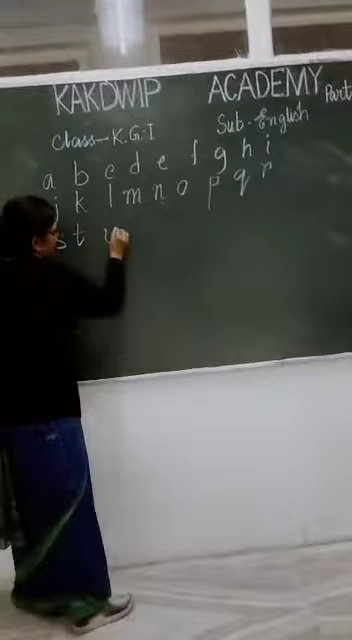 KAKDWIP ACADEMY Part
Class-K.G.-I Sub-English
a b c d e f g h i
j k l m n o p q r
s t u